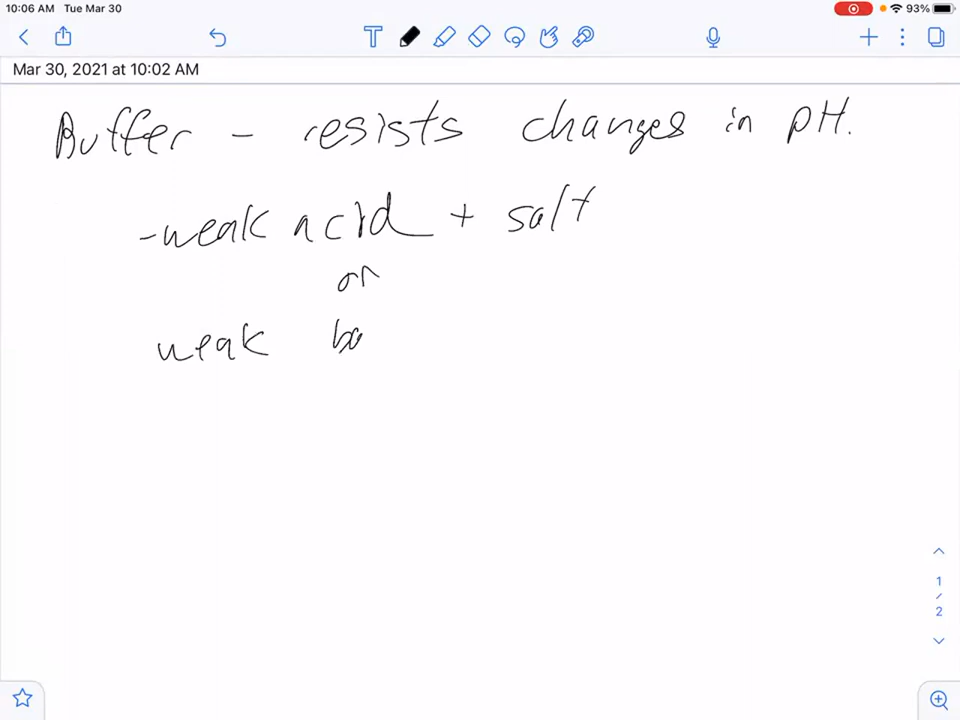 10:06 AM Tue Mar 30 93%
T
Mar 30, 2021 at 10:02 AM
Buffer - resists changes in pH.
-weak acid + salt
or
weak ba
1
/
2